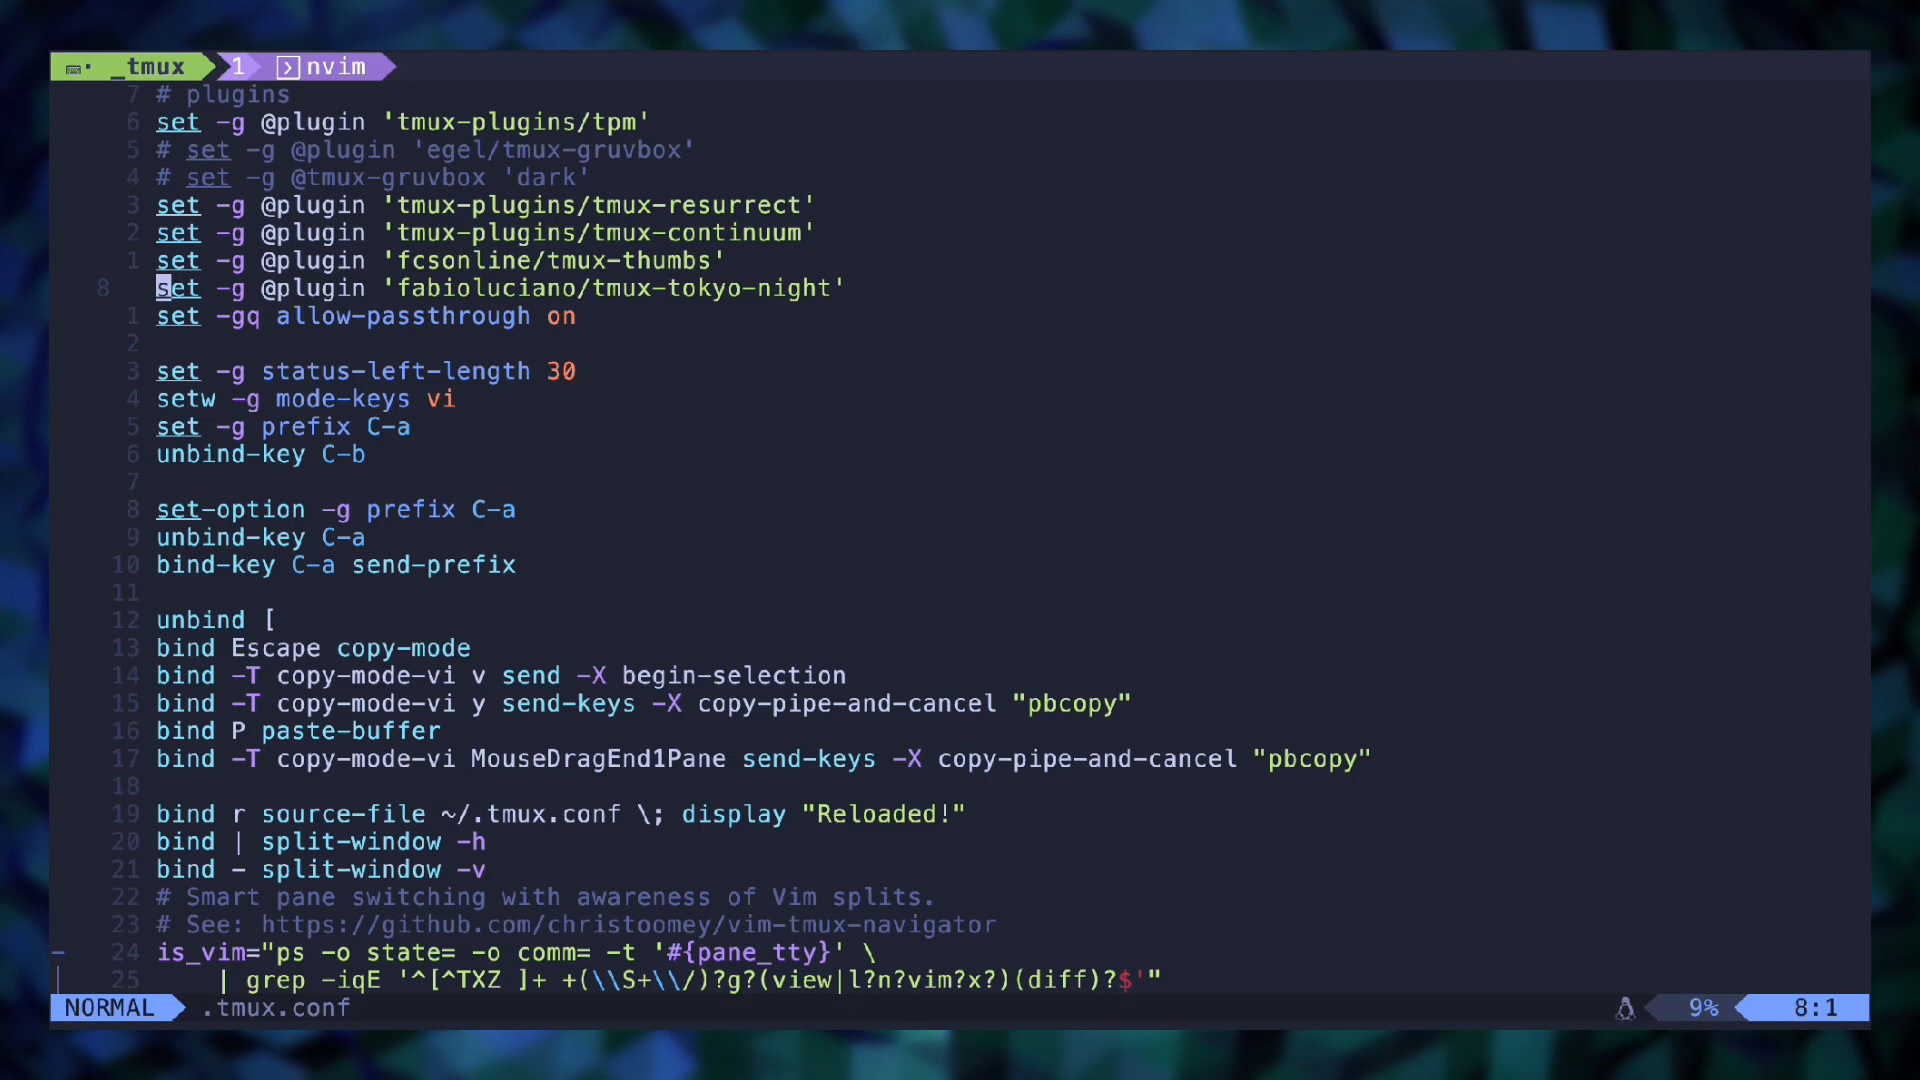 _tmux 1 nvim
7 # plugins
6 set -g @plugin 'tmux-plugins/tpm'
5 # set -g @plugin 'egel/tmux-gruvbox'
4 # set -g @tmux-gruvbox 'dark'
3 set -g @plugin 'tmux-plugins/tmux-resurrect'
2 set -g @plugin 'tmux-plugins/tmux-continuum'
1 set -g @plugin 'fcsonline/tmux-thumbs'
8 set -g @plugin 'fabioluciano/tmux-tokyo-night'
1 set -gq allow-passthrough on
2
3 set -g status-left-length 30
4 setw -g mode-keys vi
5 set -g prefix C-a
6 unbind-key C-b
7
8 set-option -g prefix C-a
9 unbind-key C-a
10 bind-key C-a send-prefix
11
12 unbind [
13 bind Escape copy-mode
14 bind -T copy-mode-vi v send -X begin-selection
15 bind -T copy-mode-vi y send-keys -X copy-pipe-and-cancel "pbcopy"
16 bind P paste-buffer
17 bind -T copy-mode-vi MouseDragEnd1Pane send-keys -X copy-pipe-and-cancel "pbcopy"
18
19 bind r source-file ~/.tmux.conf \; display "Reloaded!"
20 bind | split-window -h
21 bind - split-window -v
22 # Smart pane switching with awareness of Vim splits.
23 # See: https://github.com/christoomey/vim-tmux-navigator
24 is_vim="ps -o state= -o comm= -t '#{pane_tty}' \
25 | grep -iqE '^[^TXZ ]+ +(\\S+\\/)?g?(view|l?n?vim?x?)(diff)?$'"
NORMAL .tmux.conf 9% 8:1